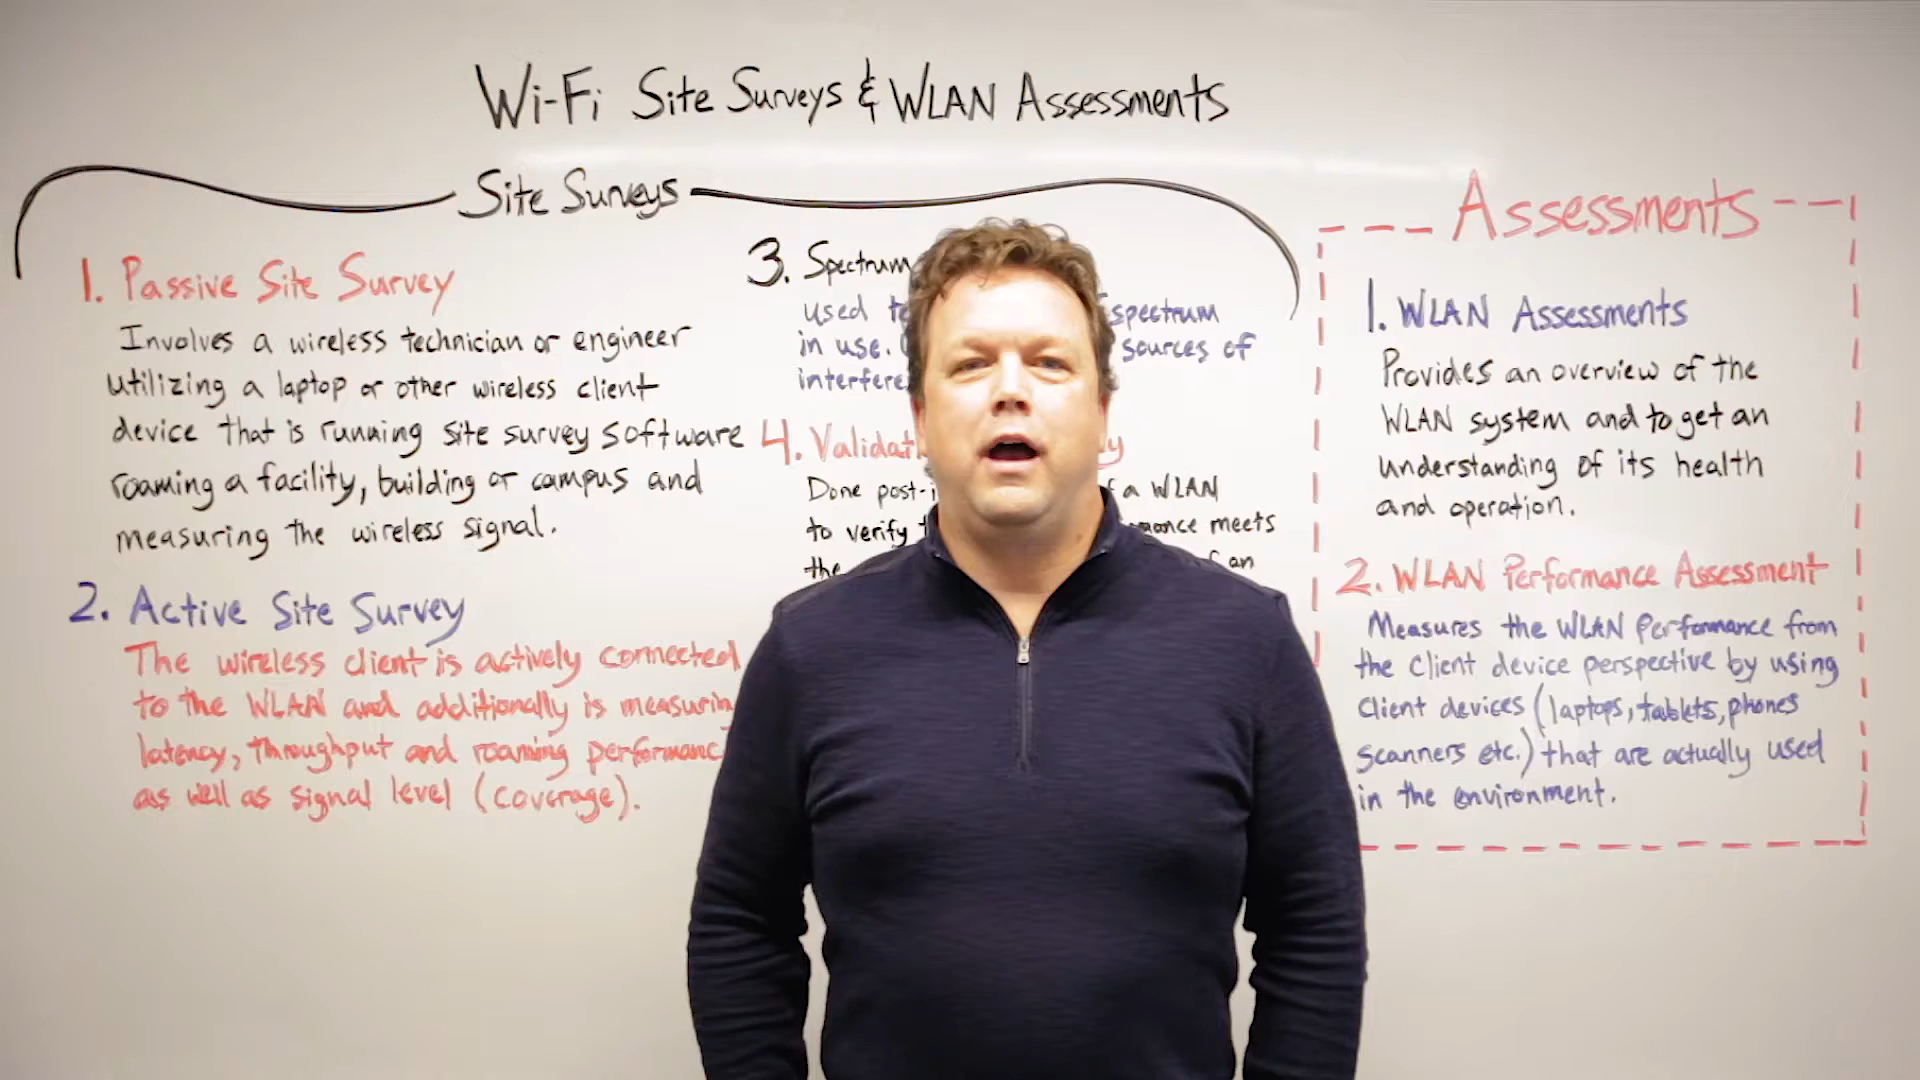 Wi-Fi Site Surveys & WLAN Assessments
Site Surveys
1. Passive Site Survey
Involves a wireless technician or engineer
utilizing a laptop or other wireless client
device that is running site survey software
roaming a facility, building or campus and
measuring the wireless signal.
2. Active Site Survey
The wireless client is actively connected
to the WLAN and additionally is measurin
latency, throughput and roaming performanc
as well as signal level (coverage).
3. Spectrum
used spectrum
in use. sources of
interfere
4. Validat
Done post-i of a WLAN
to verify meets
the an
Assessments
1. WLAN Assessments
Provides an overview of the
WLAN system and to get an
understanding of its health
and operation.
2. WLAN Performance Assessment
Measures the WLAN performance from
the client device perspective by using
client devices (laptops, tablets, phones
scanners etc.) that are actually used
in the environment.